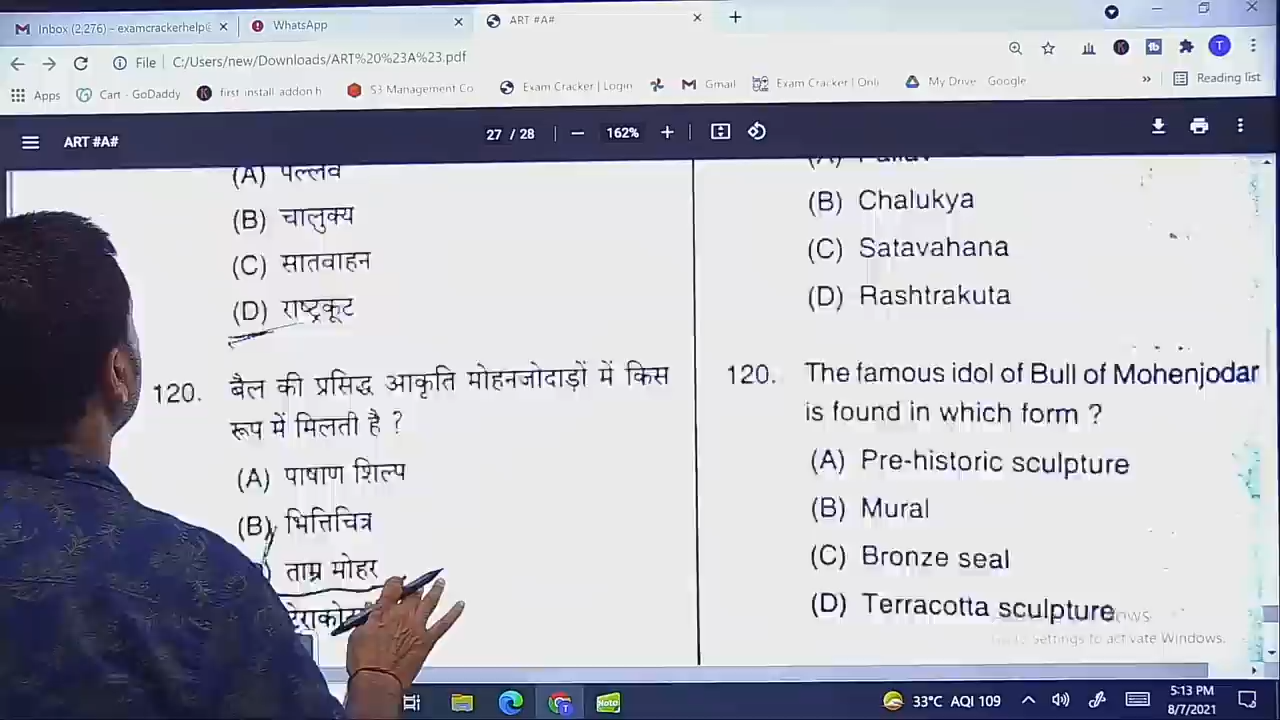 Inbox (2,276) – examcrackerhelp@
WhatsApp
ART #A#
File
C:/Users/new/Downloads/ART%20%23A%23.pdf
Apps
Cart - GoDaddy
first install addon h
S3 Management Co
Exam Cracker | Login
Gmail
Exam Cracker | Onli
My Drive
Google
Reading list
ART #A#
27 / 28
162%
(A) पल्लव
(B) चालुक्य
(C) सातवाहन
(D) राष्ट्रकूट
120. बैल की प्रसिद्ध आकृति मोहनजोदाड़ों में किस
रूप में मिलती है ?
(A) पाषाण शिल्प
(B) भित्तिचित्र
ताम्र मोहर
(B) Chalukya
(C) Satavahana
(D) Rashtrakuta
120. The famous idol of Bull of Mohenjodar
is found in which form ?
(A) Pre-historic sculpture
(B) Mural
(C) Bronze seal
(D) Terracotta sculpture
Settings to activate Windows.
33°C AQI 109
5:13 PM
8/7/2021